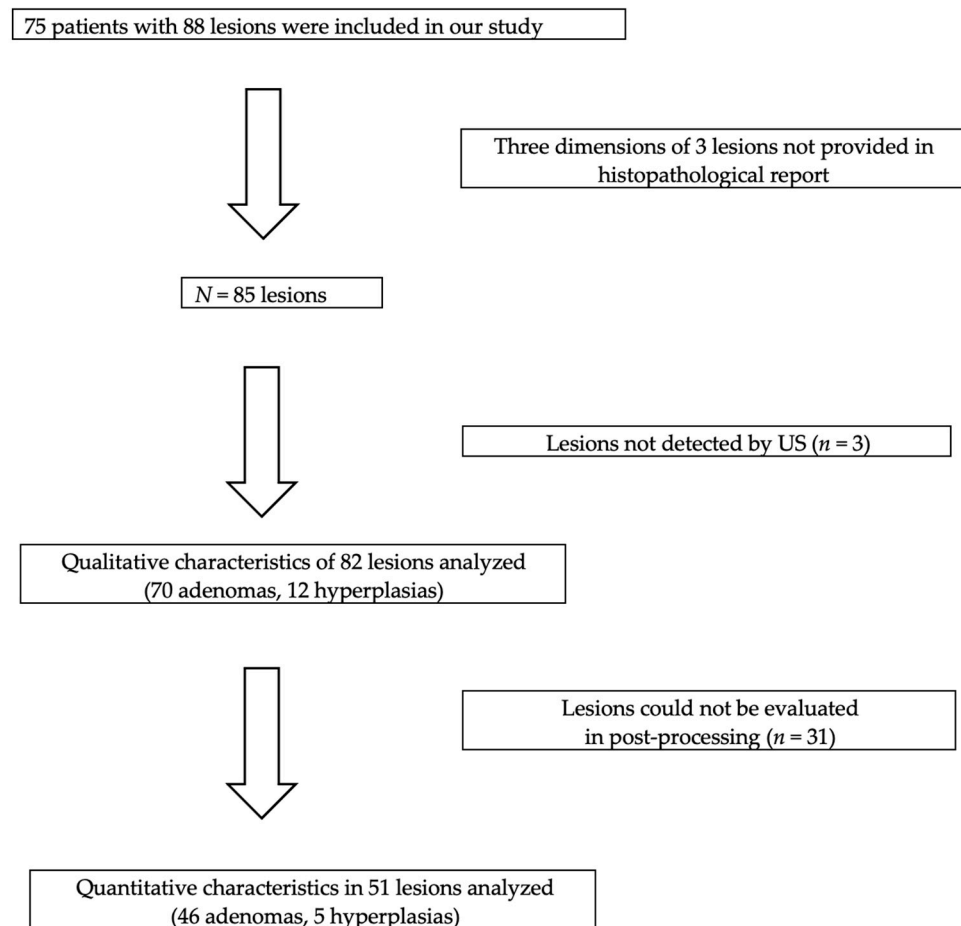 75 patients with 88 lesions were included in our study
Three dimensions of 3 lesions not provided in
histopathological report
N = 85 lesions
Lesions not detected by US (n = 3)
Qualitative characteristics of 82 lesions analyzed
(70 adenomas, 12 hyperplasias)
Lesions could not be evaluated
in post-processing (n = 31)
Quantitative characteristics in 51 lesions analyzed
(46 adenomas, 5 hyperplasias)